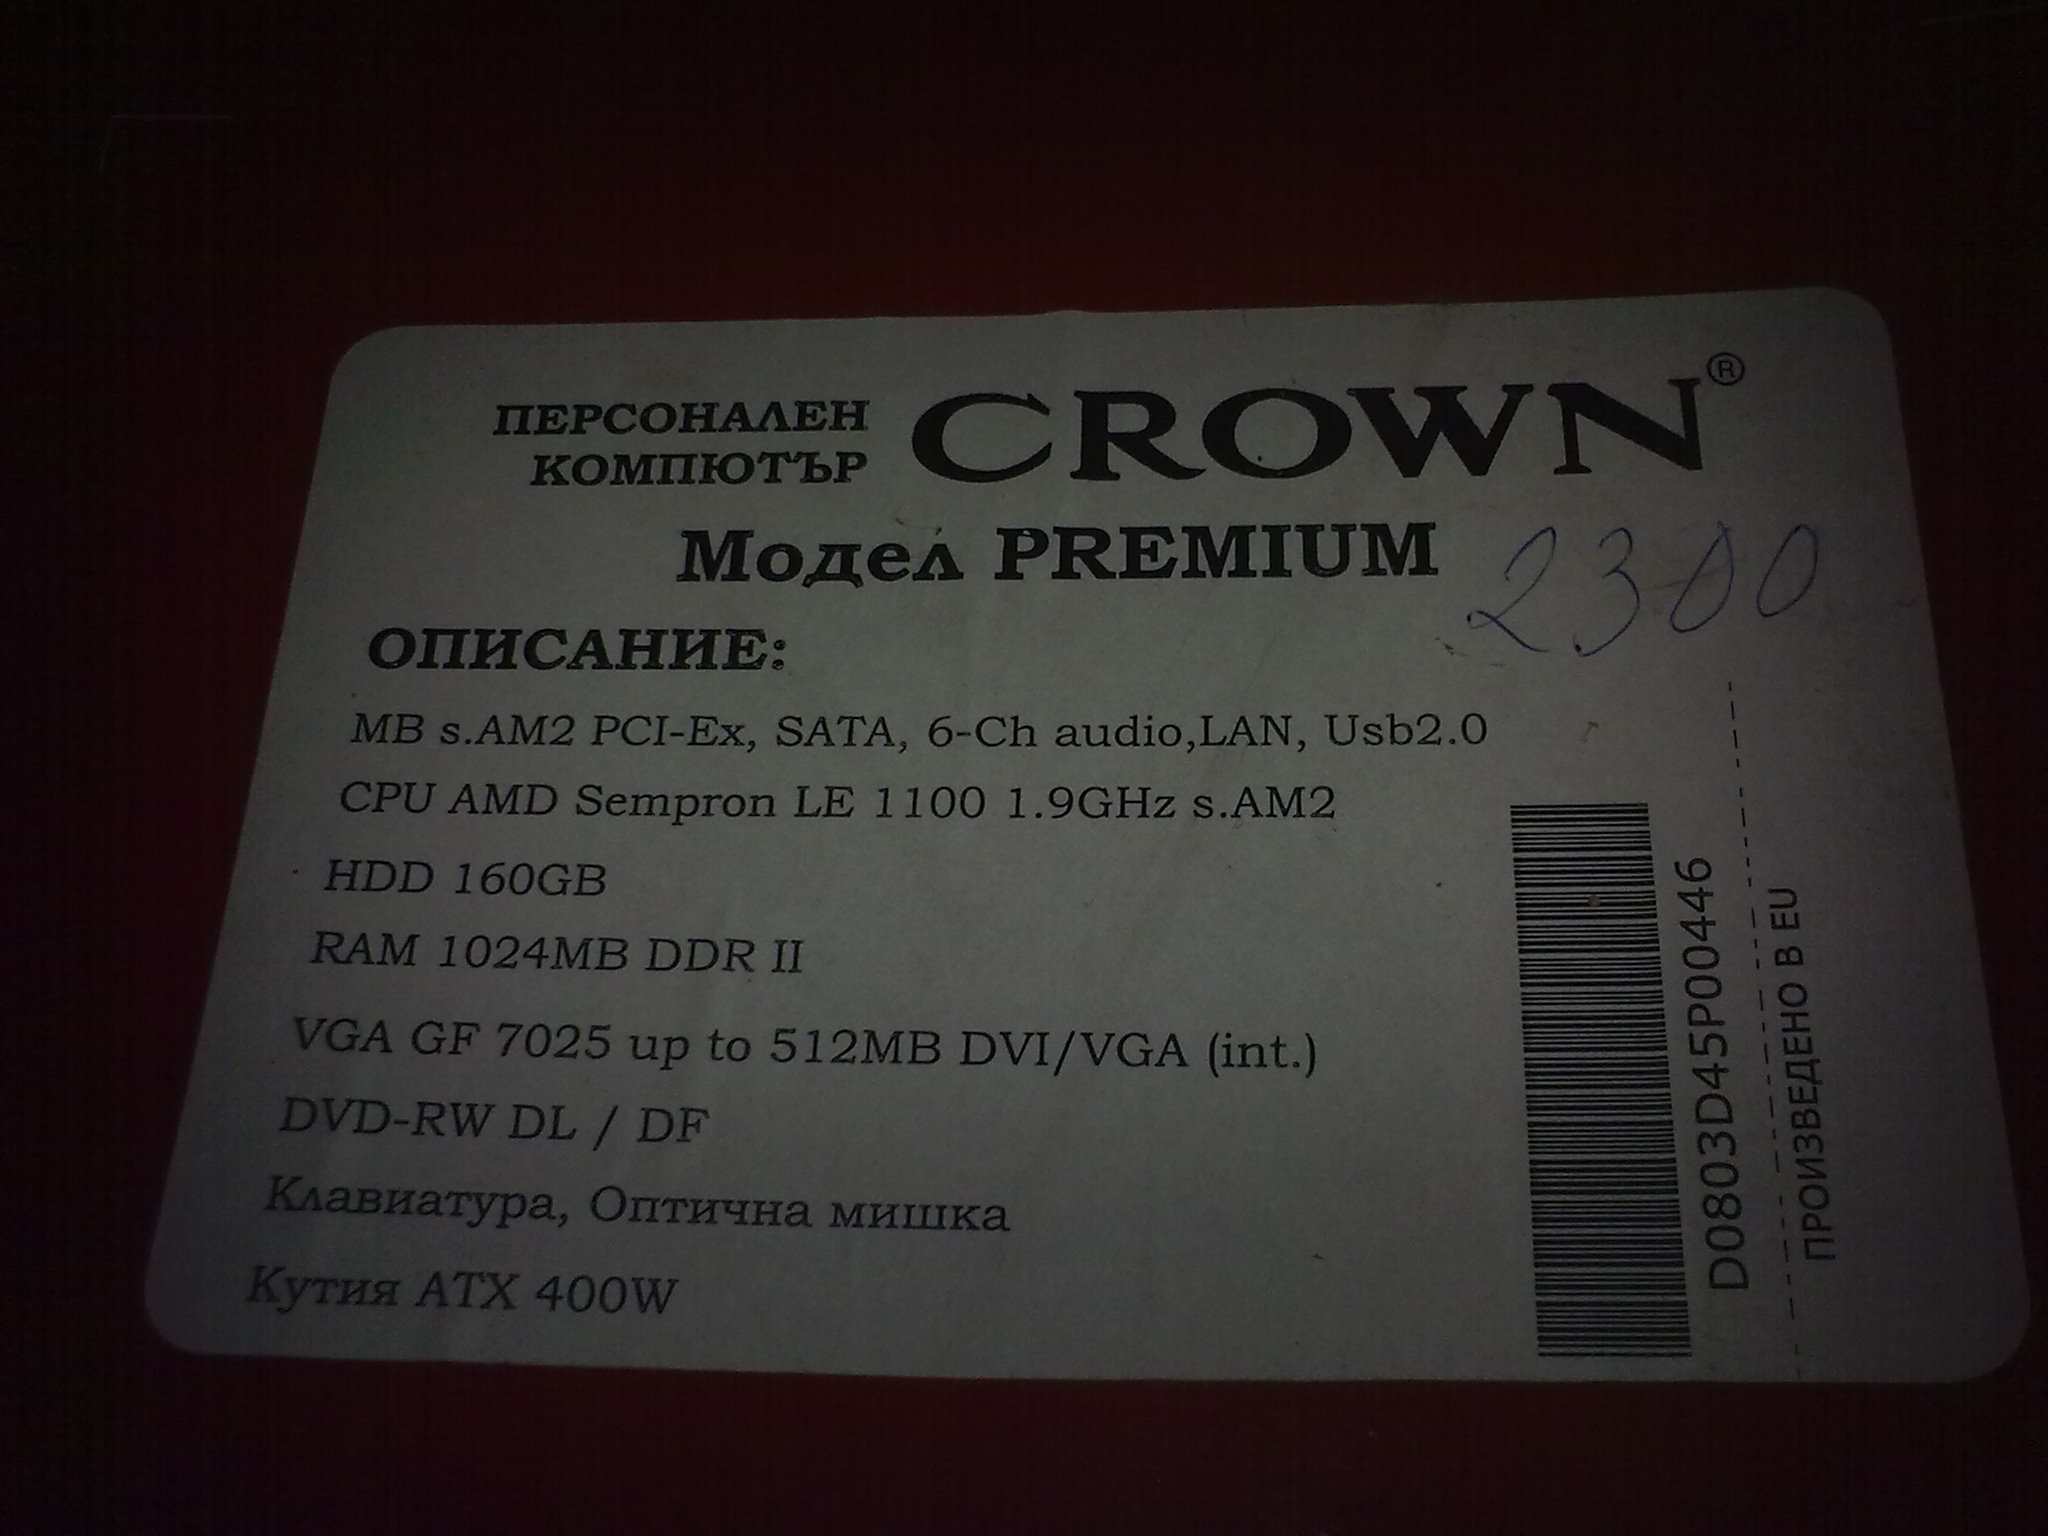 ПЕРСОНАЛЕН
КОМПЮТЪР
CROWN®
Модел PREMIUM
2300
ОПИСАНИЕ:
MB s.AM2 PCI-Ex, SATA, 6-Ch audio,LAN, Usb2.0
CPU AMD Sempron LE 1100 1.9GHz s.AM2
HDD 160GB
RAM 1024MB DDR II
VGA GF 7025 up to 512MB DVI/VGA (int.)
DVD-RW DL / DF
Клавиатура, Оптична мишка
Кутия ATX 400W
D0803D45P00446
ПРОИЗВЕДЕНО В EU